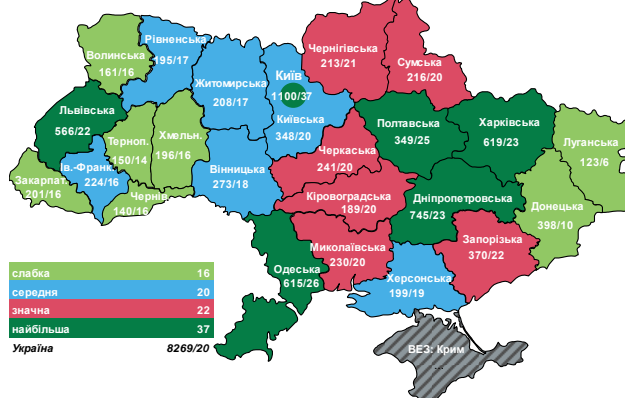 Рівненська
195/17
Волинська
161/16
Чернігівська
213/21
Сумська
216/20
Житомирська
208/17
Київ
1100/37
Київська
348/20
Львівська
566/22
Терноп.
150/14
Хмельн.
196/16
Полтавська
349/25
Харківська
619/23
Луганська
123/6
Черкаська
241/20
Ів.-Франк.
224/16
Вінницька
273/18
Закарпат.
201/16
Чернів.
140/16
Кіровоградська
189/20
Дніпропетровська
745/23
Донецька
398/10
Миколаївська
230/20
Запорізька
370/22
Одеська
615/26
Херсонська
199/19
слабка 16
середня 20
значна 22
найбільша 37
Україна 8269/20
ВЕЗ: Крим
...